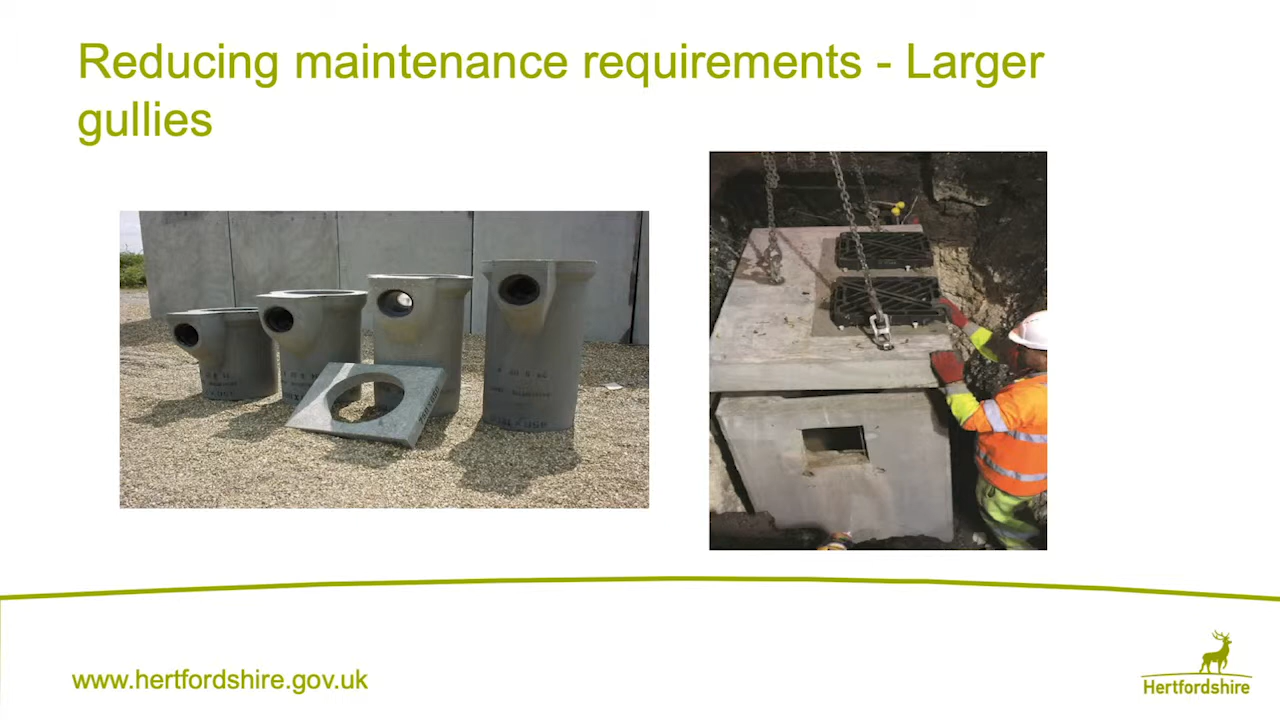 Reducing maintenance requirements - Larger
gullies
www.hertfordshire.gov.uk
Hertfordshire